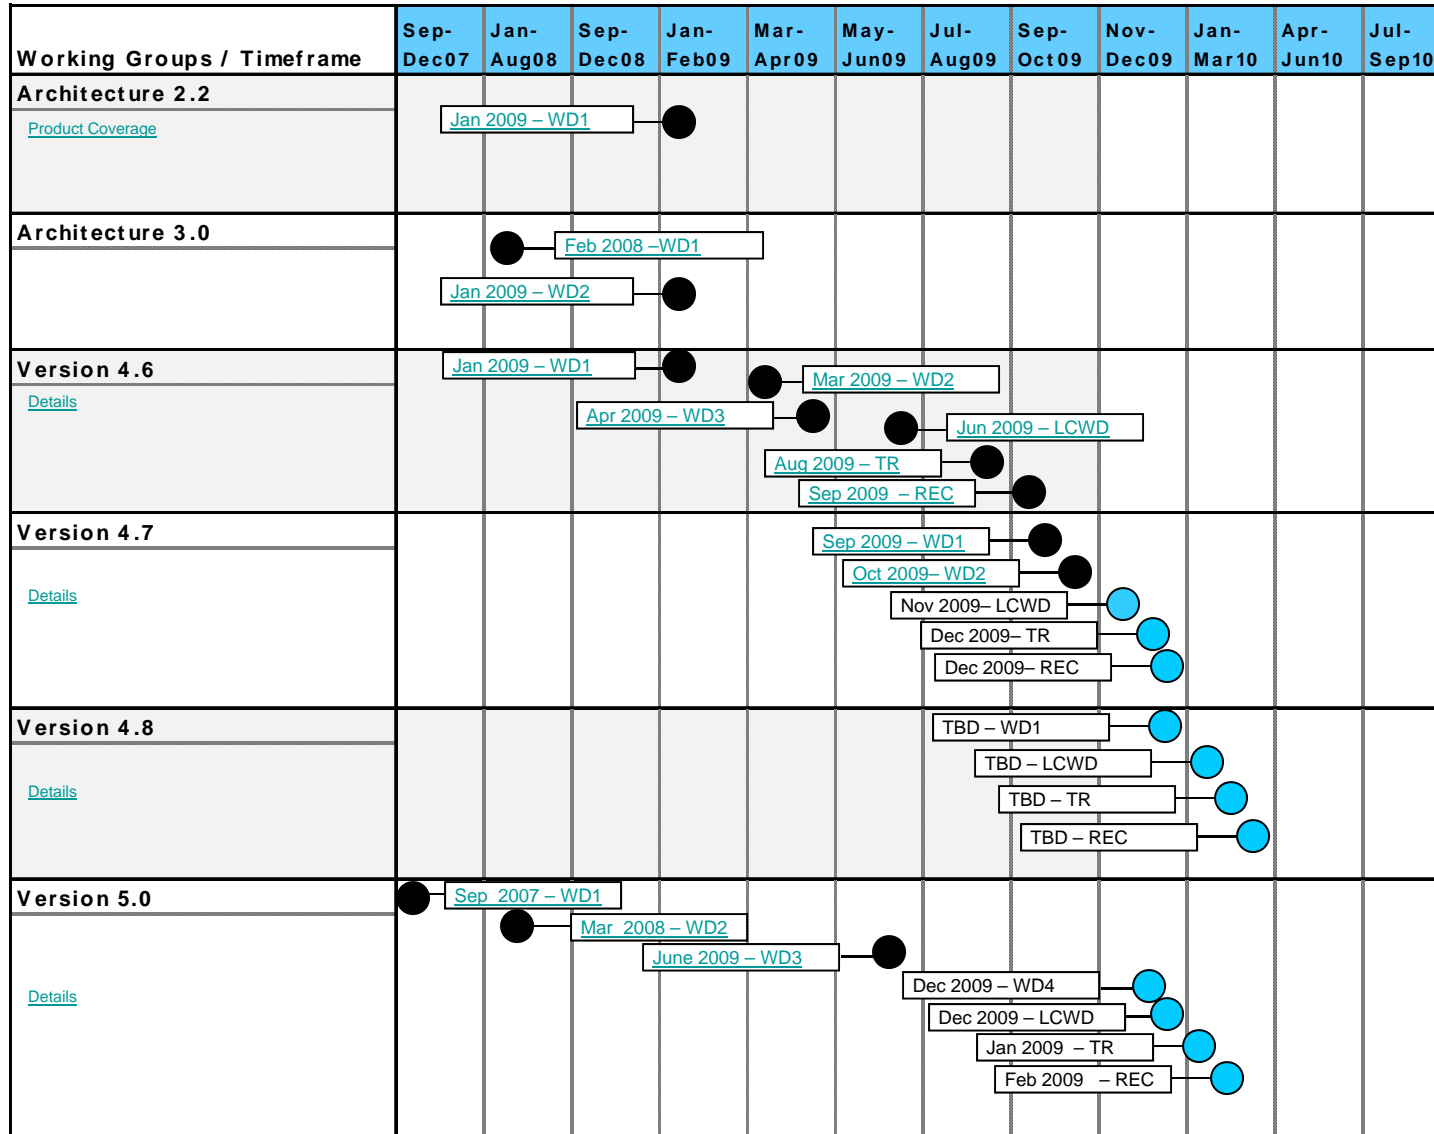 Working Groups / Timeframe
Sep-
Dec07
Jan-
Aug08
Sep-
Dec08
Jan-
Feb09
Mar-
Apr09
May-
Jun09
Jul-
Aug09
Sep-
Oct09
Nov-
Dec09
Jan-
Mar10
Apr-
Jun10
Jul-
Sep10
Architecture 2.2
Product Coverage
Jan 2009 – WD1
Architecture 3.0
Feb 2008 –WD1
Jan 2009 – WD2
Version 4.6
Details
Jan 2009 – WD1
Mar 2009 – WD2
Apr 2009 – WD3
Jun 2009 – LCWD
Aug 2009 – TR
Sep 2009 – REC
Version 4.7
Details
Sep 2009 – WD1
Oct 2009– WD2
Nov 2009– LCWD
Dec 2009– TR
Dec 2009– REC
Version 4.8
Details
TBD – WD1
TBD – LCWD
TBD – TR
TBD – REC
Version 5.0
Details
Sep 2007 – WD1
Mar 2008 – WD2
June 2009 – WD3
Dec 2009 – WD4
Dec 2009 – LCWD
Jan 2009 – TR
Feb 2009 – REC